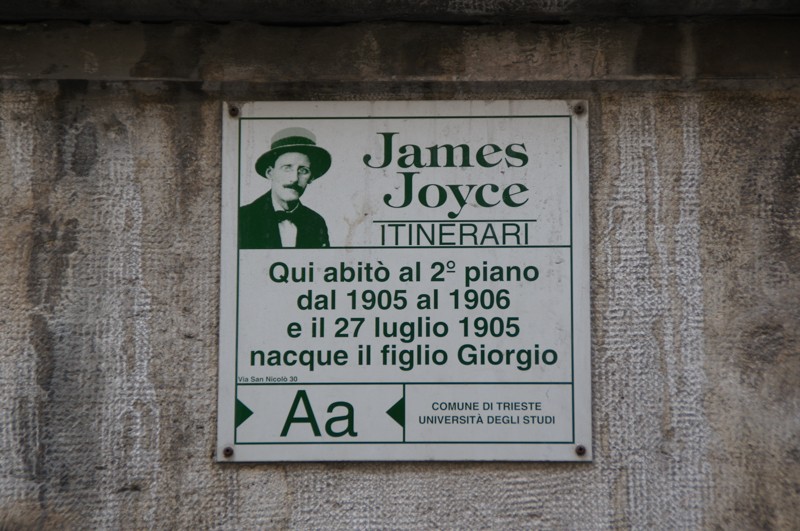 James
Joyce
ITINERARI
Qui abitò al 2º piano
dal 1905 al 1906
e il 27 luglio 1905
nacque il figlio Giorgio
Via San Nicolò 30
Aa
COMUNE DI TRIESTE
UNIVERSITÀ DEGLI STUDI